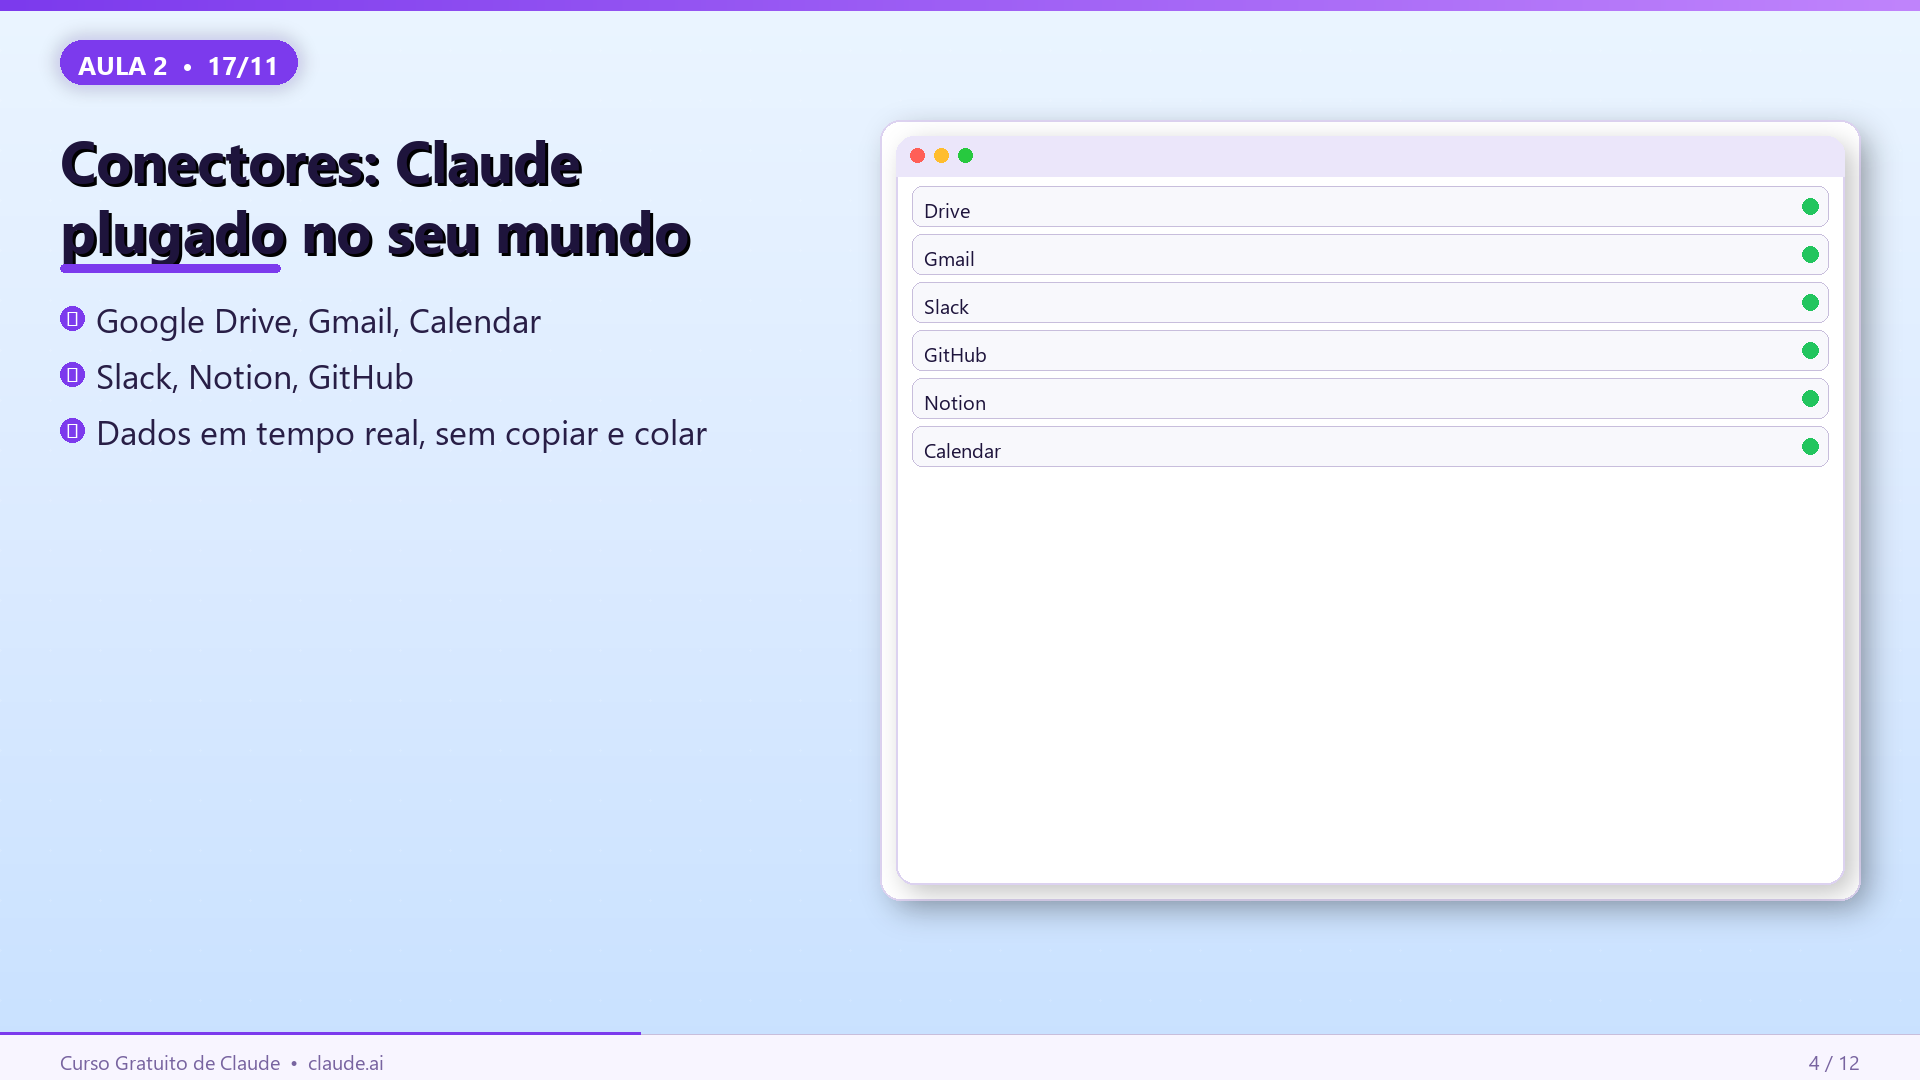 AULA 2 • 17/11
Conectores: Claude
plugado no seu mundo
Google Drive, Gmail, Calendar
Slack, Notion, GitHub
Dados em tempo real, sem copiar e colar
Drive
Gmail
Slack
GitHub
Notion
Calendar
Curso Gratuito de Claude • claude.ai
4 / 12